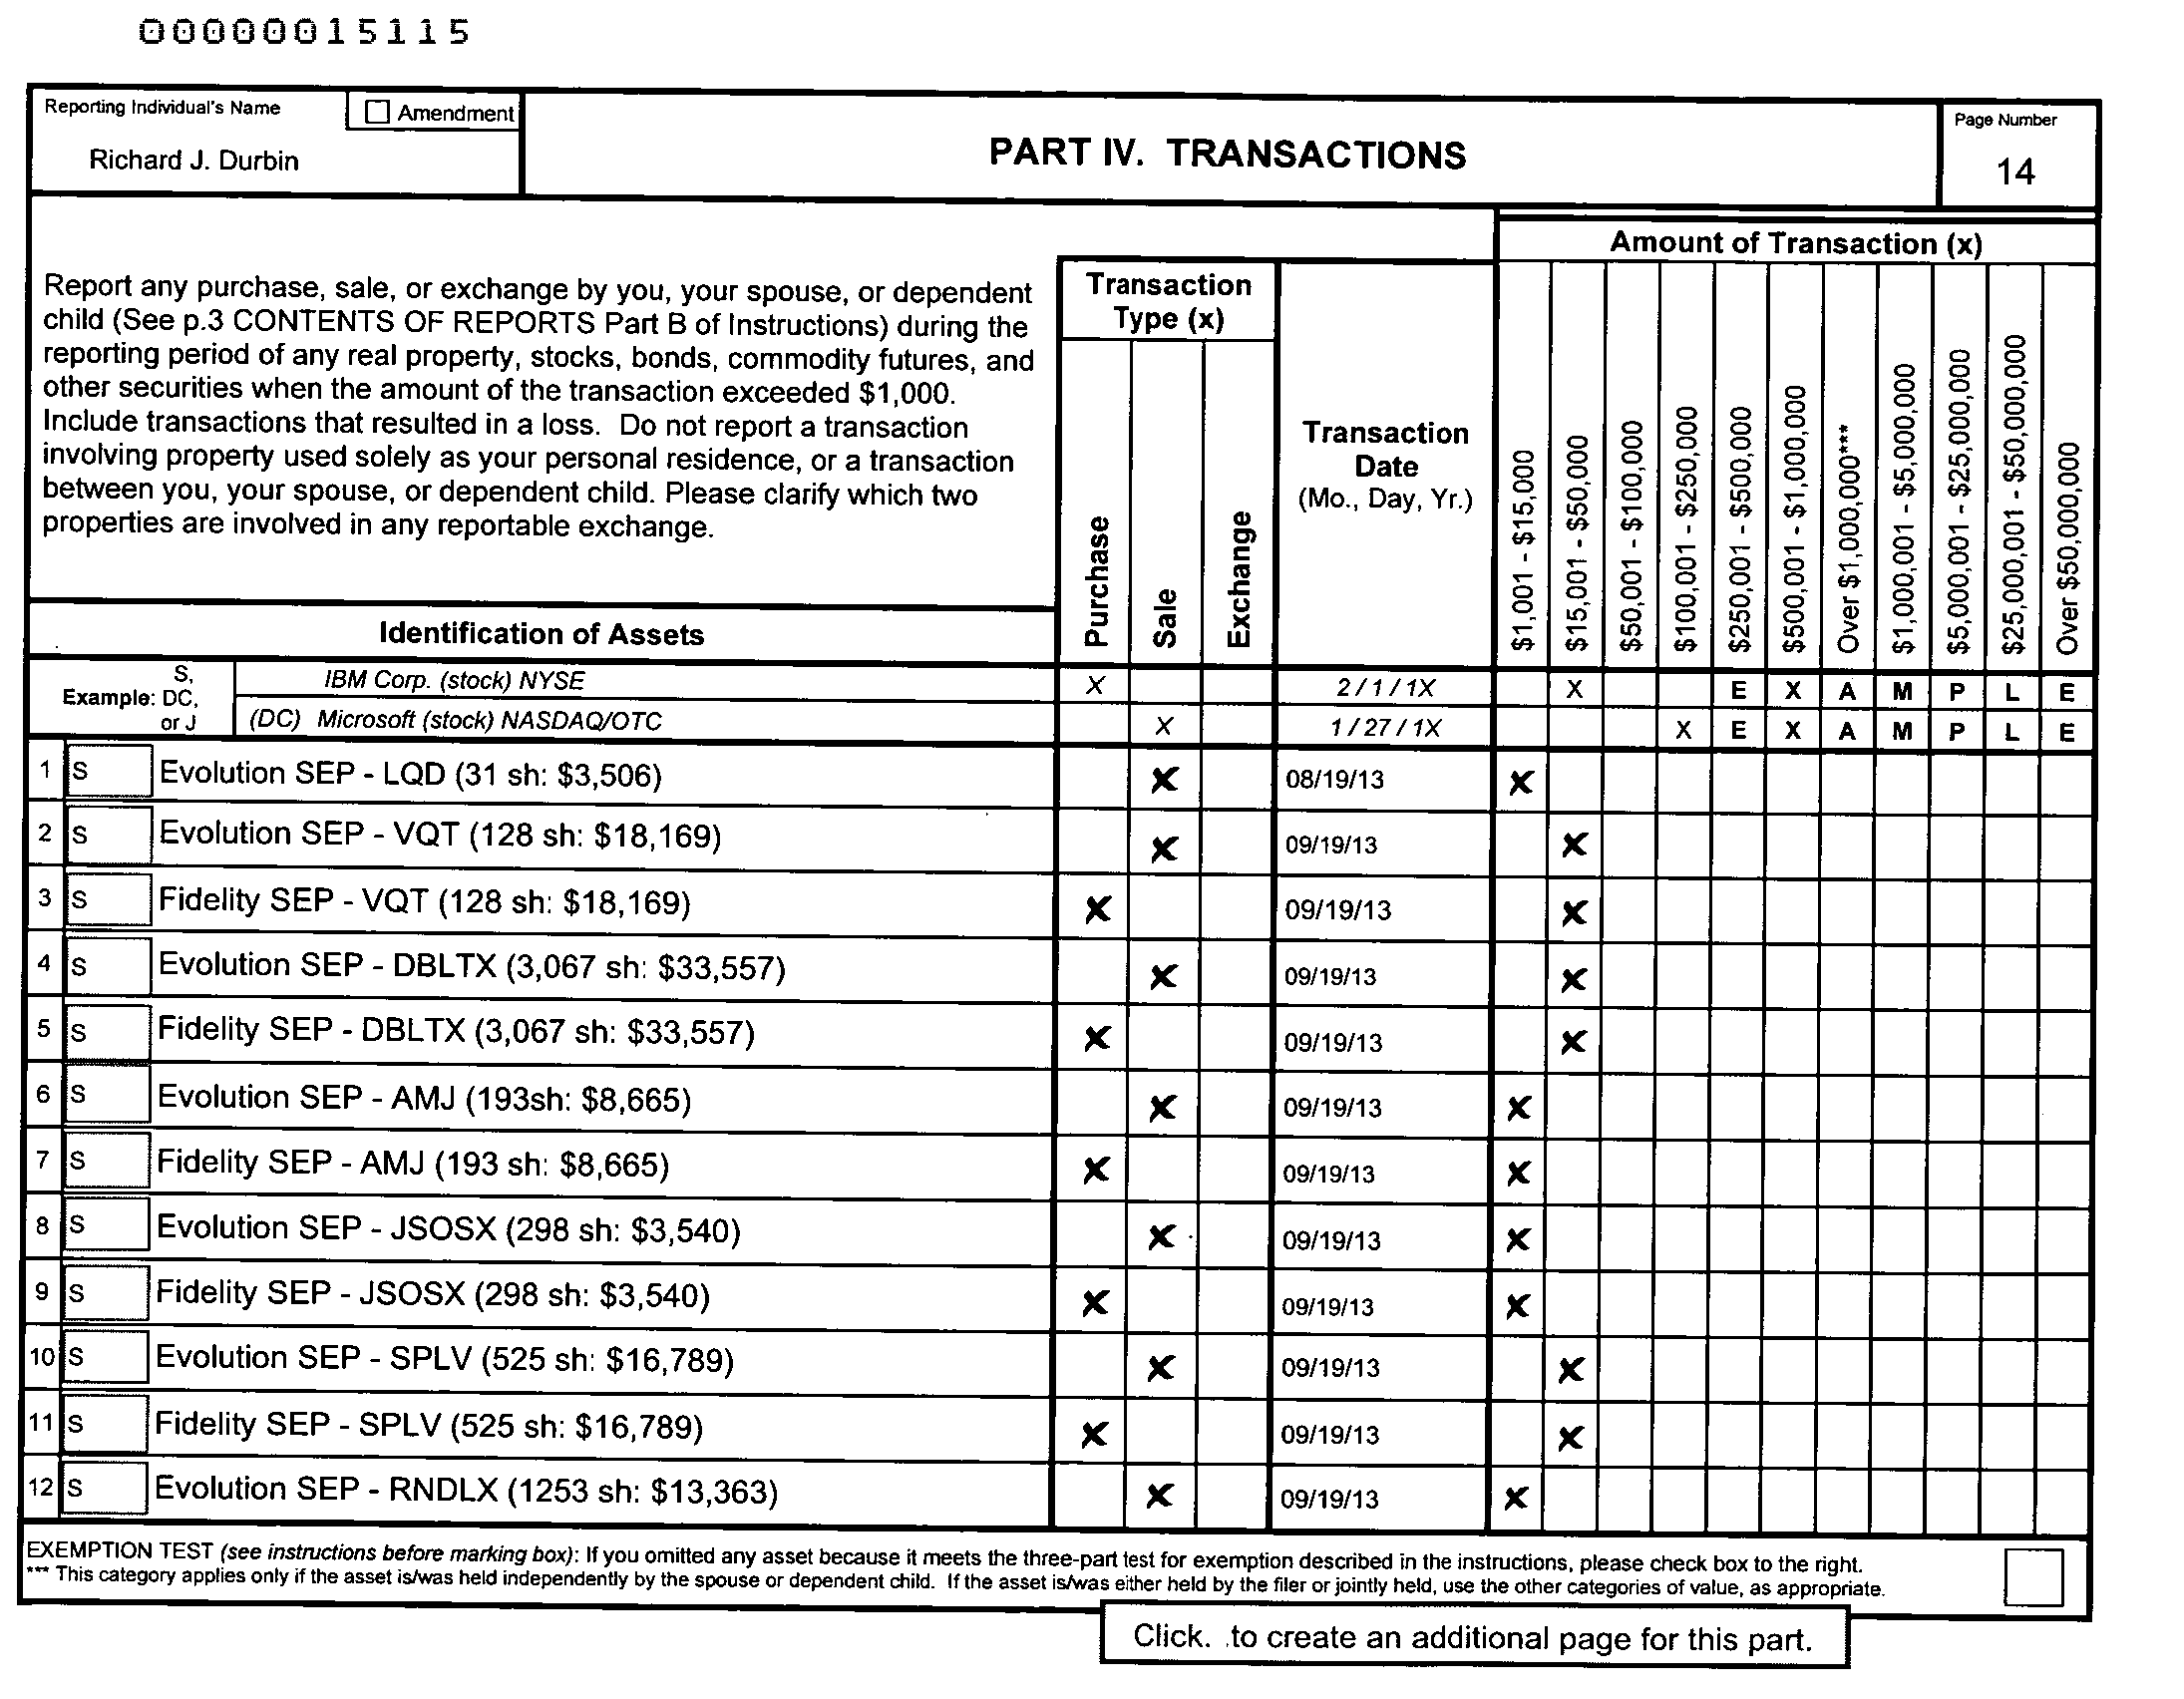 00000015115
Reporting Individual's Name
Amendment
Richard J. Durbin
PART IV. TRANSACTIONS
Page Number
14
Report any purchase, sale, or exchange by you, your spouse, or dependent
child (See p.3 CONTENTS OF REPORTS Part B of Instructions) during the
reporting period of any real property, stocks, bonds, commodity futures, and
other securities when the amount of the transaction exceeded $1,000.
Include transactions that resulted in a loss. Do not report a transaction
involving property used solely as your personal residence, or a transaction
between you, your spouse, or dependent child. Please clarify which two
properties are involved in any reportable exchange.
Identification of Assets
Transaction
Type (x)
Purchase
Sale
Exchange
Transaction
Date
(Mo., Day, Yr.)
Amount of Transaction (x)
$1,001 - $15,000
$15,001 - $50,000
$50,001 - $100,000
$100,001 - $250,000
$250,001 - $500,000
$500,001 - $1,000,000
Over $1,000,000***
$1,000,001 - $5,000,000
$5,000,001 - $25,000,000
$25,000,001 - $50,000,000
Over $50,000,000
Example: S, DC, or J
IBM Corp. (stock) NYSE X 2 / 1 / 1X X E X A M P L E
(DC) Microsoft (stock) NASDAQ/OTC X 1 / 27 / 1X X E X A M P L E
1 S Evolution SEP - LQD (31 sh: $3,506) X 08/19/13 X
2 S Evolution SEP - VQT (128 sh: $18,169) X 09/19/13 X
3 S Fidelity SEP - VQT (128 sh: $18,169) X 09/19/13 X
4 S Evolution SEP - DBLTX (3,067 sh: $33,557) X 09/19/13 X
5 S Fidelity SEP - DBLTX (3,067 sh: $33,557) X 09/19/13 X
6 S Evolution SEP - AMJ (193sh: $8,665) X 09/19/13 X
7 S Fidelity SEP - AMJ (193 sh: $8,665) X 09/19/13 X
8 S Evolution SEP - JSOSX (298 sh: $3,540) X 09/19/13 X
9 S Fidelity SEP - JSOSX (298 sh: $3,540) X 09/19/13 X
10 S Evolution SEP - SPLV (525 sh: $16,789) X 09/19/13 X
11 S Fidelity SEP - SPLV (525 sh: $16,789) X 09/19/13 X
12 S Evolution SEP - RNDLX (1253 sh: $13,363) X 09/19/13 X
EXEMPTION TEST (see instructions before marking box): If you omitted any asset because it meets the three-part test for exemption described in the instructions, please check box to the right.
*** This category applies only if the asset is/was held independently by the spouse or dependent child. If the asset is/was either held by the filer or jointly held, use the other categories of value, as appropriate.
Click. .to create an additional page for this part.